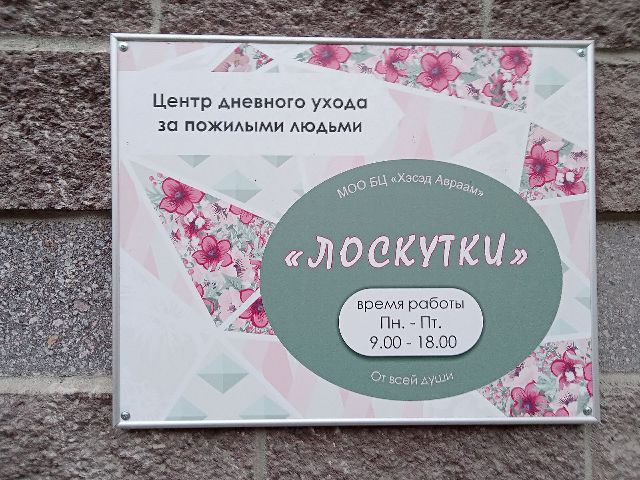 Центр дневного ухода
за пожилыми людьми
МОО БЦ «Хэсэд Авраам»
«ЛОСКУТКИ»
время работы
Пн. - Пт.
9.00 - 18.00
От всей души